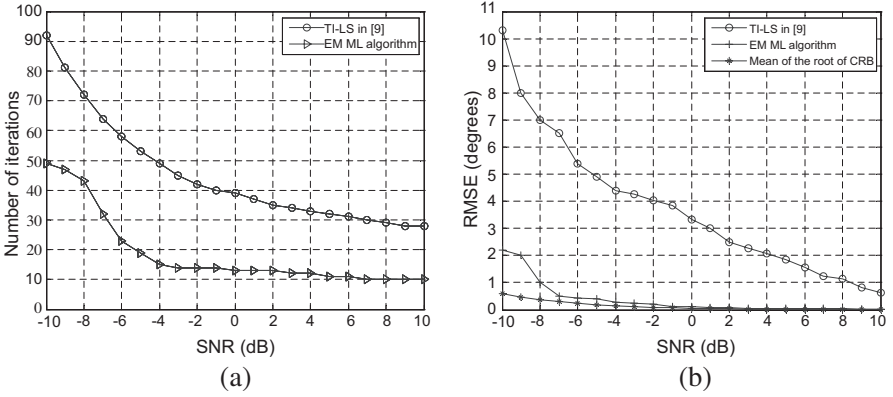 100
90
80
70
60
50
40
30
20
10
0
Number of iterations
-10 -8 -6 -4 -2 0 2 4 6 8 10
SNR (dB)
TI-LS in [9]
EM ML algorithm
(a)
11
10
9
8
7
6
5
4
3
2
1
0
RMSE (degrees)
-10 -8 -6 -4 -2 0 2 4 6 8 10
SNR (dB)
TI-LS in [9]
EM ML algorithm
Mean of the root of CRB
(b)